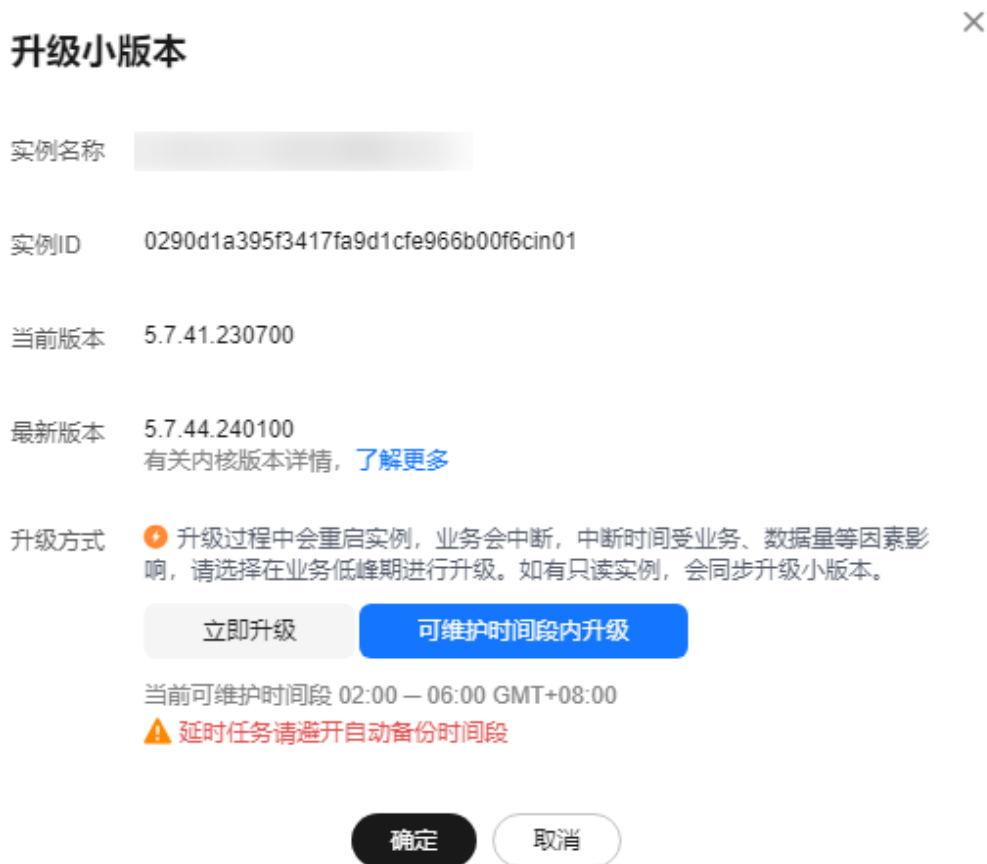 升级小版本
实例名称
实例ID 0290d1a395f3417fa9d1cfe966b00f6cin01
当前版本 5.7.41.230700
最新版本 5.7.44.240100
有关内核版本详情，了解更多
升级方式 升级过程中会重启实例，业务会中断，中断时间受业务、数据量等因素影
响，请选择在业务低峰期进行升级。如有只读实例，会同步升级小版本。
立即升级 可维护时间段内升级
当前可维护时间段 02:00 — 06:00 GMT+08:00
延时任务请避开自动备份时间段
确定 取消